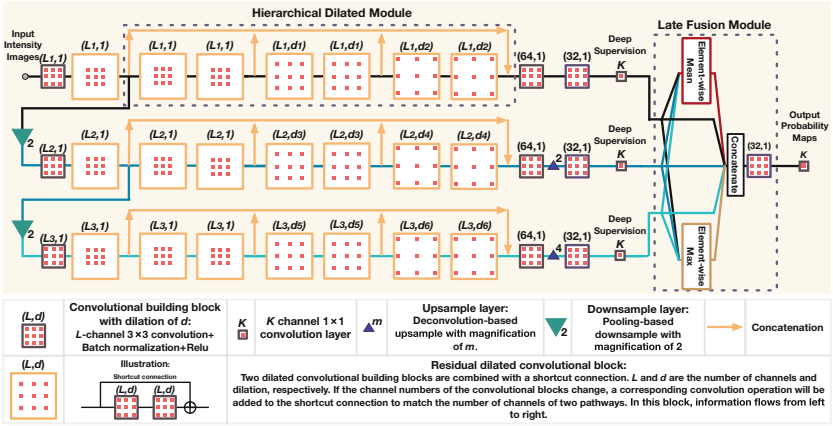 Hierarchical Dilated Module
Late Fusion Module
Input
Intensity
Images
(L1,1)
(L1,1)
(L1,1)
(L1,1)
(L1,d1)
(L1,d1)
(L1,d2)
(L1,d2)
(64,1)
(32,1)
Deep
Supervision
K
Element-wise
Mean
2
(L2,1)
(L2,1)
(L2,1)
(L2,1)
(L2,d3)
(L2,d3)
(L2,d4)
(L2,d4)
(64,1)
2
(32,1)
Deep
Supervision
K
Concatenate
(32,1)
Output
Probability
Maps
K
2
(L3,1)
(L3,1)
(L3,1)
(L3,1)
(L3,d5)
(L3,d5)
(L3,d6)
(L3,d6)
(64,1)
4
(32,1)
Deep
Supervision
K
Element-wise
Max
(L,d)
Convolutional building block
with dilation of d:
L-channel 3×3 convolution+
Batch normalization+Relu
K
K channel 1×1
convolution layer
m
Upsample layer:
Deconvolution-based
upsample with magnification
of m.
2
Downsample layer:
Pooling-based
downsample with
magnification of 2
Concatenation
(L,d)
Illustration:
Shortcut connection
(L,d)
(L,d)
Residual dilated convolutional block:
Two dilated convolutional building blocks are combined with a shortcut connection. L and d are the number of channels and
dilation, respectively. If the channel numbers of the convolutional blocks change, a corresponding convolution operation will be
added to the shortcut connection to match the number of channels of two pathways. In this block, information flows from left
to right.